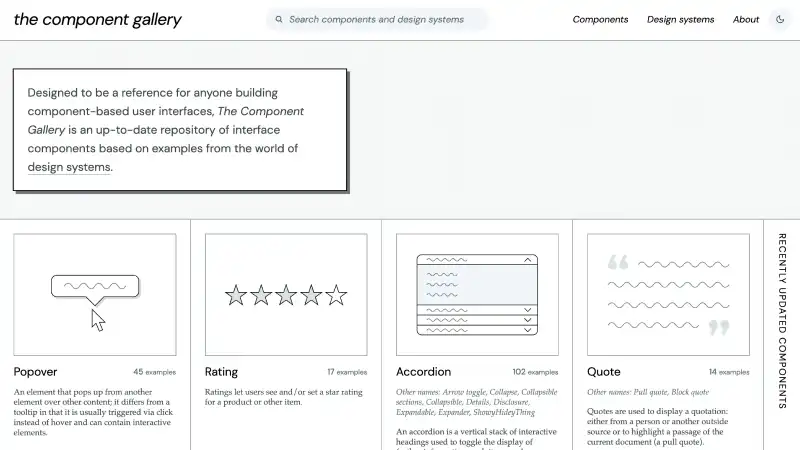 the component gallery
Search components and design systems
Components
Design systems
About
Designed to be a reference for anyone building
component-based user interfaces, The Component
Gallery is an up-to-date repository of interface
components based on examples from the world of
design systems.
Popover
45 examples
An element that pops up from another
element over other content; it differs from a
tooltip in that it is usually triggered via click
instead of hover and can contain interactive
elements.
Rating
17 examples
Ratings let users see and/or set a star rating
for a product or other item.
Accordion
102 examples
Other names: Arrow toggle, Collapse, Collapsible
sections, Collapsible, Details, Disclosure,
Expandable, Expander, ShowyHideyThing
An accordion is a vertical stack of interactive
headings used to toggle the display of
Quote
14 examples
Other names: Pull quote, Block quote
Quotes are used to display a quotation:
either from a person or another outside
source or to highlight a passage of the
current document (a pull quote).
RECENTLY UPDATED COMPONENTS